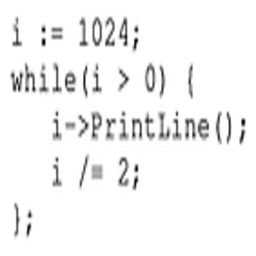 i := 1024;
while(i > 0) {
i->PrintLine();
i /= 2;
};